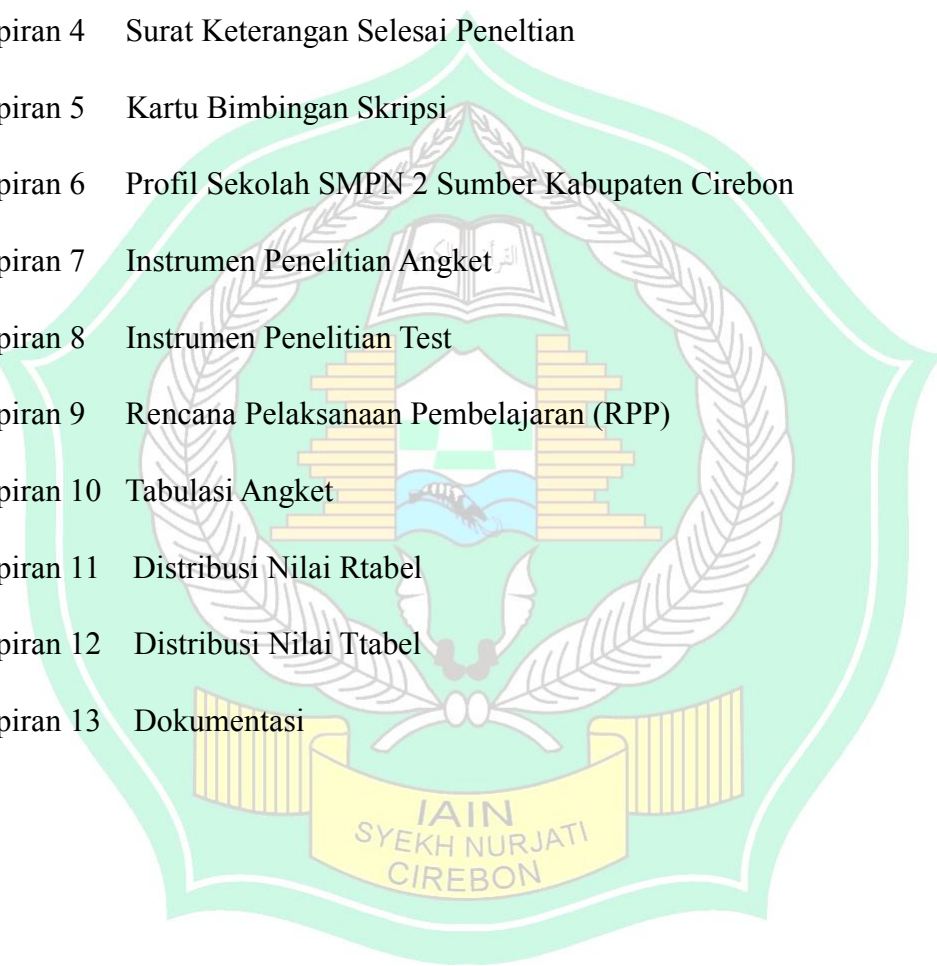 piran 4 Surat Keterangan Selesai Peneltian
piran 5 Kartu Bimbingan Skripsi
piran 6 Profil Sekolah SMPN 2 Sumber Kabupaten Cirebon
piran 7 Instrumen Penelitian Angket
piran 8 Instrumen Penelitian Test
piran 9 Rencana Pelaksanaan Pembelajaran (RPP)
piran 10 Tabulasi Angket
piran 11 Distribusi Nilai Rtabel
piran 12 Distribusi Nilai Ttabel
piran 13 Dokumentasi
IAIN
SYEKH NURJATI
CIREBON